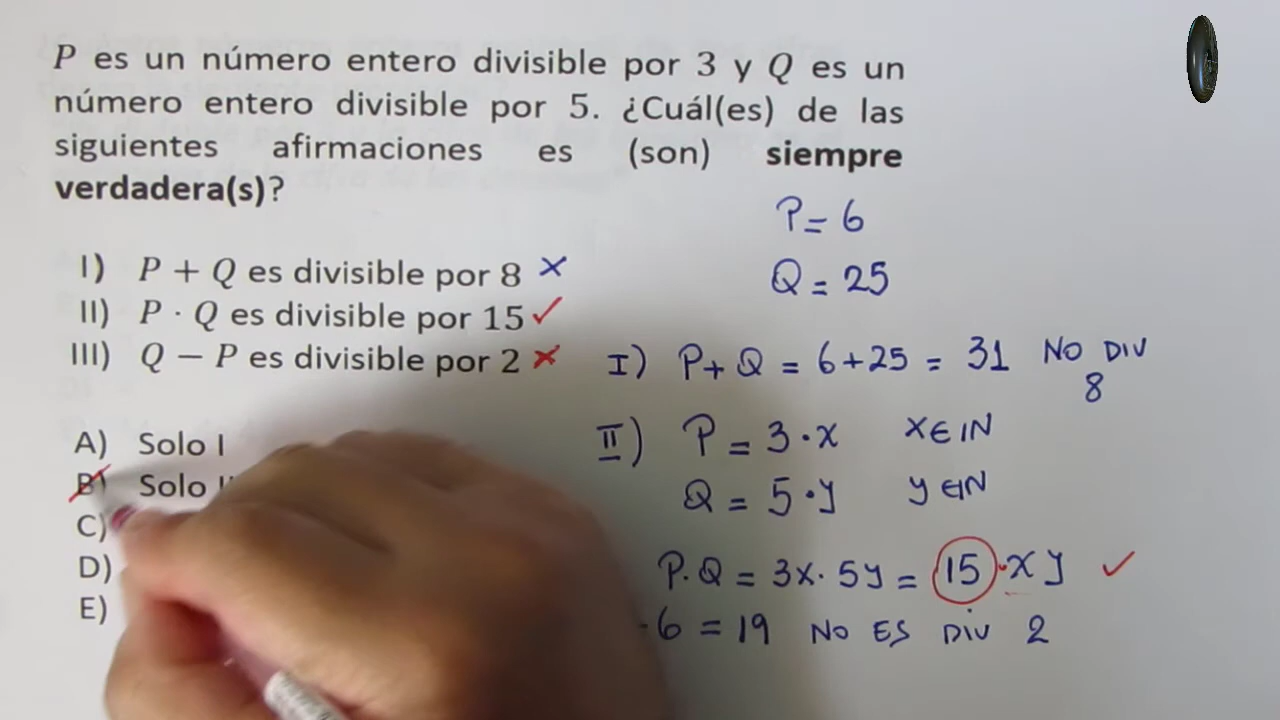 P es un número entero divisible por 3 y Q es un
número entero divisible por 5. ¿Cuál(es) de las
siguientes afirmaciones es (son) siempre
verdadera(s)?
P = 6
Q = 25
I) P + Q es divisible por 8 ×
II) P · Q es divisible por 15 ✓
III) Q − P es divisible por 2 ×
I) P + Q = 6 + 25 = 31 NO DIV
8
II) P = 3 · x x ∈ IN
Q = 5 · y y ∈ IN
P.Q = 3x · 5y = 15 · x y ✓
6 = 19 NO ES DIV 2
A) Solo I
B) Solo
C)
D)
E)